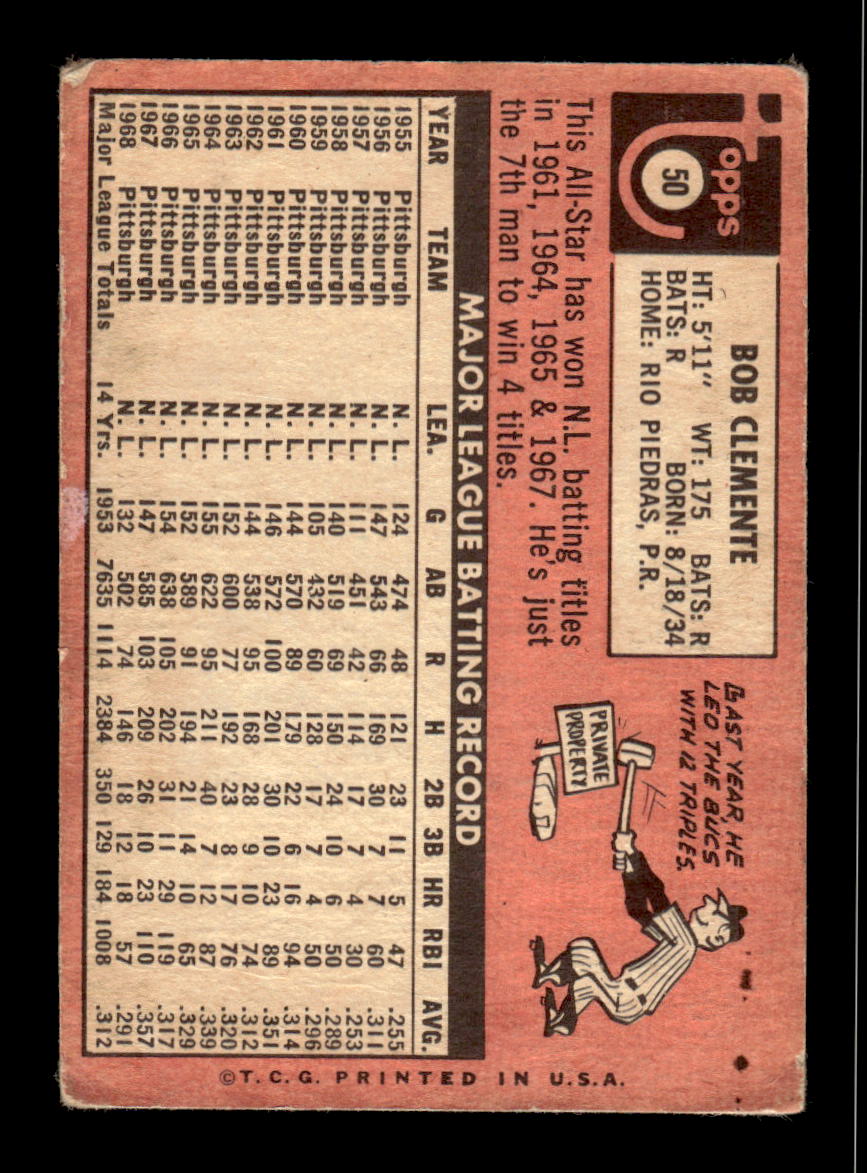 Topps
50
BOB CLEMENTE
HT: 5'11" WT: 175 BATS: R
BATS: R BORN: 8/18/34
HOME: RIO PIEDRAS, P.R.
LAST YEAR, HE
LED THE BUCS
WITH 12 TRIPLES.
PRIVATE
PROPERTY
This All-Star has won N.L. batting titles
in 1961, 1964, 1965 & 1967. He's just
the 7th man to win 4 titles.
MAJOR LEAGUE BATTING RECORD
YEAR TEAM LEA. G AB R H 2B 3B HR RBI AVG.
1955 Pittsburgh N.L. 124 474 48 121 23 11 5 47 .255
1956 Pittsburgh N.L. 147 543 66 169 30 7 7 60 .311
1957 Pittsburgh N.L. 111 451 42 114 17 7 4 30 .253
1958 Pittsburgh N.L. 140 519 69 150 24 10 6 50 .289
1959 Pittsburgh N.L. 105 432 60 128 17 7 4 50 .296
1960 Pittsburgh N.L. 144 570 89 179 22 6 16 94 .314
1961 Pittsburgh N.L. 146 572 100 201 30 10 23 89 .351
1962 Pittsburgh N.L. 144 538 95 168 28 9 10 74 .312
1963 Pittsburgh N.L. 152 600 77 192 23 8 17 76 .320
1964 Pittsburgh N.L. 155 622 95 211 40 7 12 87 .339
1965 Pittsburgh N.L. 152 589 91 194 21 14 10 65 .329
1966 Pittsburgh N.L. 154 638 105 202 31 11 29 119 .317
1967 Pittsburgh N.L. 147 585 103 209 26 10 23 110 .357
1968 Pittsburgh N.L. 132 502 74 146 18 12 18 57 .291
Major League Totals 14 Yrs. 1953 7635 1114 2384 350 129 184 1008 .312
©T.C.G. PRINTED IN U.S.A.